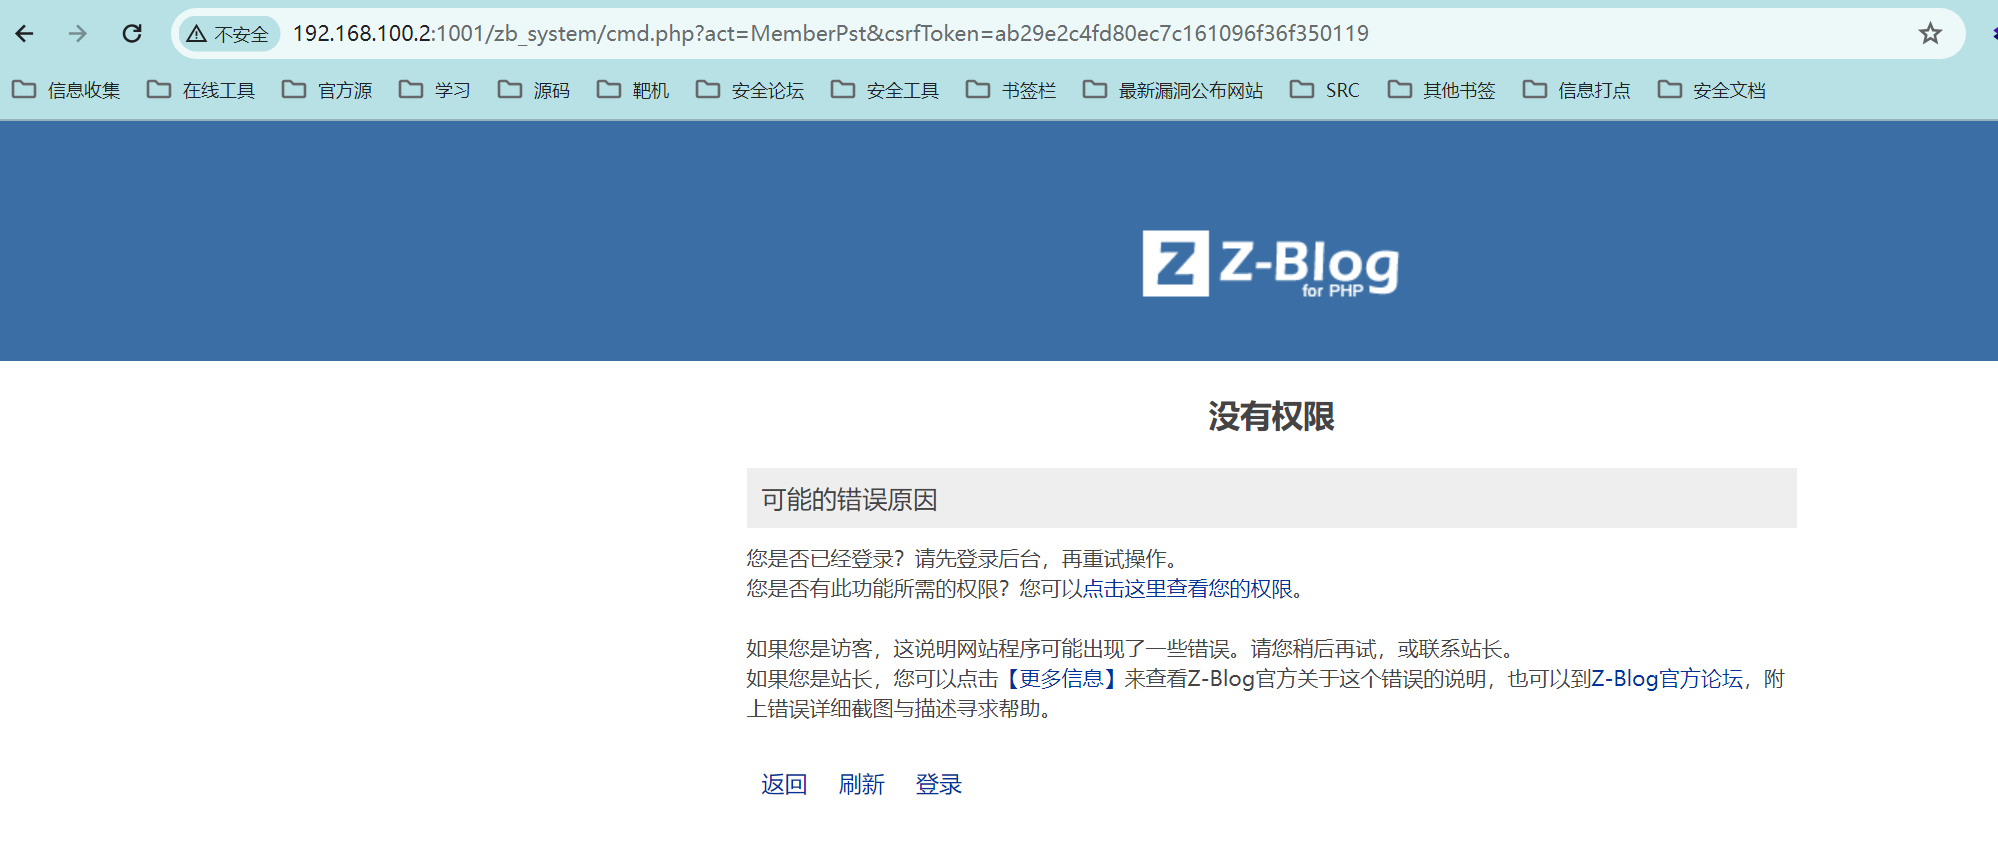 不安全 192.168.100.2:1001/zb_system/cmd.php?act=MemberPst&csrfToken=ab29e2c4fd80ec7c161096f36f350119
信息收集 在线工具 官方源 学习 源码 靶机 安全论坛 安全工具 书签栏 最新漏洞公布网站 SRC 其他书签 信息打点 安全文档
Z Z-Blog
for PHP
没有权限
可能的错误原因
您是否已经登录？请先登录后台，再重试操作。
您是否有此功能所需的权限？您可以点击这里查看您的权限。
如果您是访客，这说明网站程序可能出现了一些错误。请您稍后再试，或联系站长。
如果您是站长，您可以点击【更多信息】来查看Z-Blog官方关于这个错误的说明，也可以到Z-Blog官方论坛，附
上错误详细截图与描述寻求帮助。
返回 刷新 登录